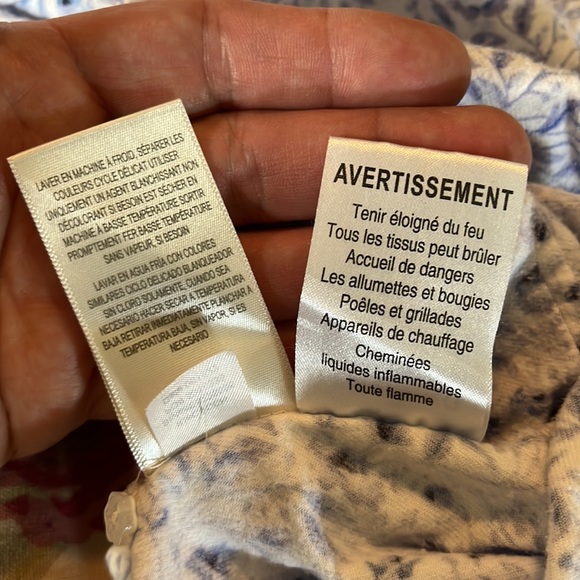 LAVER EN MACHINE À FROID, SÉPARER LES
COULEURS CYCLE DÉLICAT UTILISER
UNIQUEMENT UN AGENT BLANCHISSANT NON
DÉCOLORANT SI BESOIN EST SÉCHER EN
MACHINE À BASSE TEMPÉRATURE SORTIR
PROMPTEMENT FER BASSE TEMPÉRATURE
SANS VAPEUR, SI BESOIN
LAVAR EN AGUA FRIA CON COLORES
SIMILARES CICLO DELICADO BLANQUEADOR
SIN CLORO SOLAMENTE, CUANDO SEA
NECESARIO HACER SECAR A TEMPERATURA
BAJA RETIRAR INMEDIATAMENTE PLANCHAR A
TEMPERATURA BAJA, SIN VAPOR, SI ES
NECESARIO
AVERTISSEMENT
Tenir éloigné du feu
Tous les tissus peut brûler
Accueil de dangers
Les allumettes et bougies
Poêles et grillades
Appareils de chauffage
Cheminées
liquides inflammables
Toute flamme